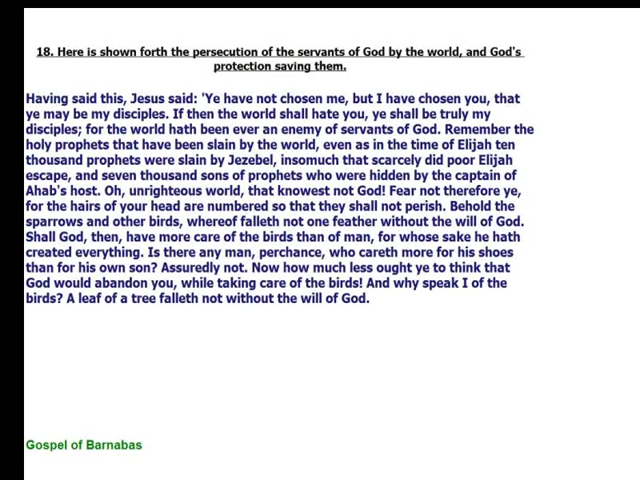 18. Here is shown forth the persecution of the servants of God by the world, and God's
protection saving them.
Having said this, Jesus said: 'Ye have not chosen me, but I have chosen you, that
ye may be my disciples. If then the world shall hate you, ye shall be truly my
disciples; for the world hath been ever an enemy of servants of God. Remember the
holy prophets that have been slain by the world, even as in the time of Elijah ten
thousand prophets were slain by Jezebel, insomuch that scarcely did poor Elijah
escape, and seven thousand sons of prophets who were hidden by the captain of
Ahab's host. Oh, unrighteous world, that knowest not God! Fear not therefore ye,
for the hairs of your head are numbered so that they shall not perish. Behold the
sparrows and other birds, whereof falleth not one feather without the will of God.
Shall God, then, have more care of the birds than of man, for whose sake he hath
created everything. Is there any man, perchance, who careth more for his shoes
than for his own son? Assuredly not. Now how much less ought ye to think that
God would abandon you, while taking care of the birds! And why speak I of the
birds? A leaf of a tree falleth not without the will of God.
Gospel of Barnabas